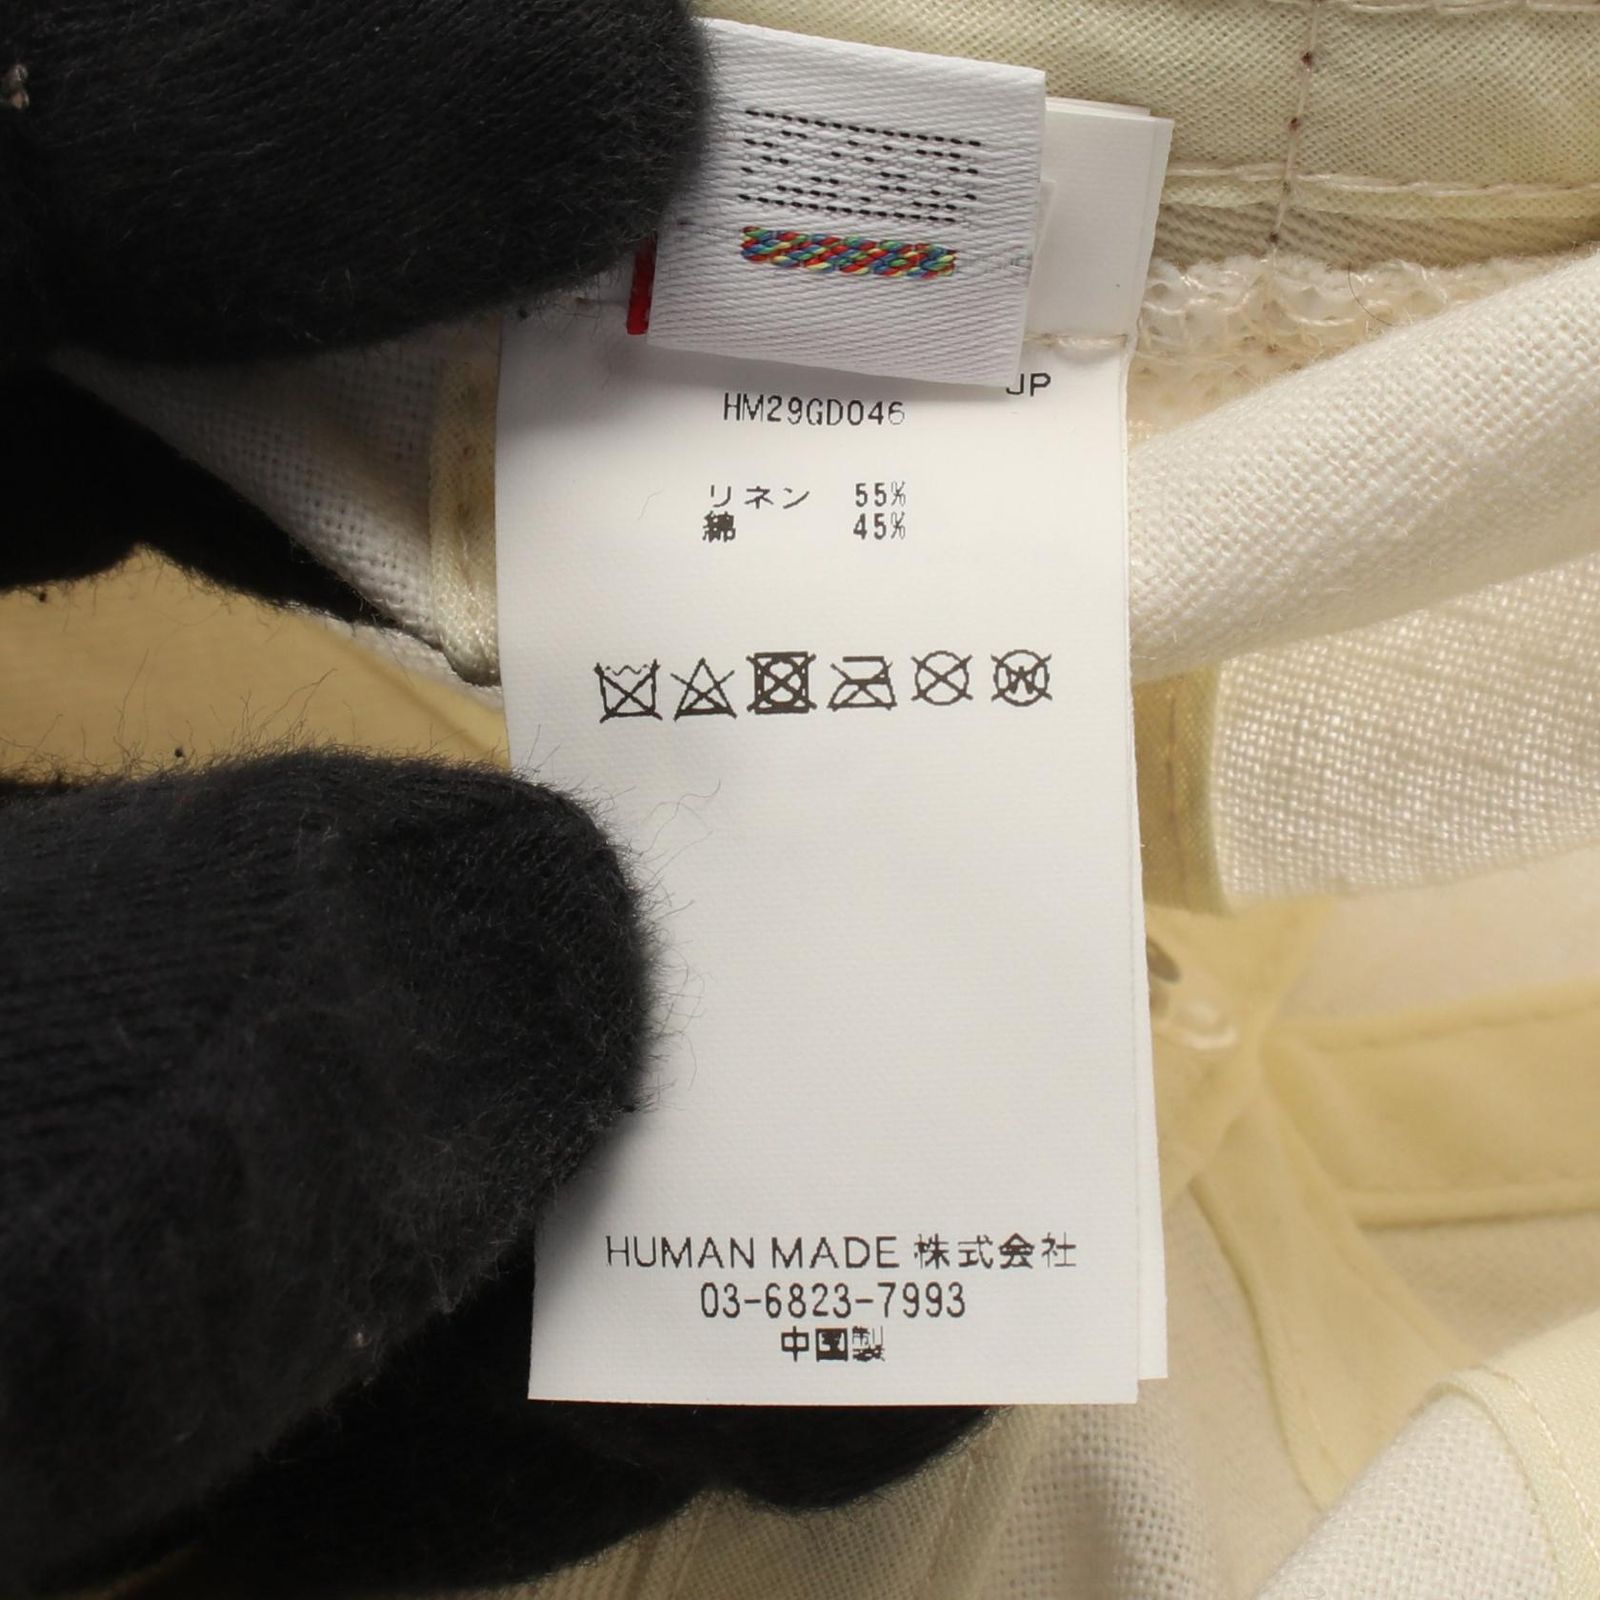 JP
HM29GD046
リネン 55%
綿 45%
W
HUMAN MADE 株式会社
03-6823-7993
中国製